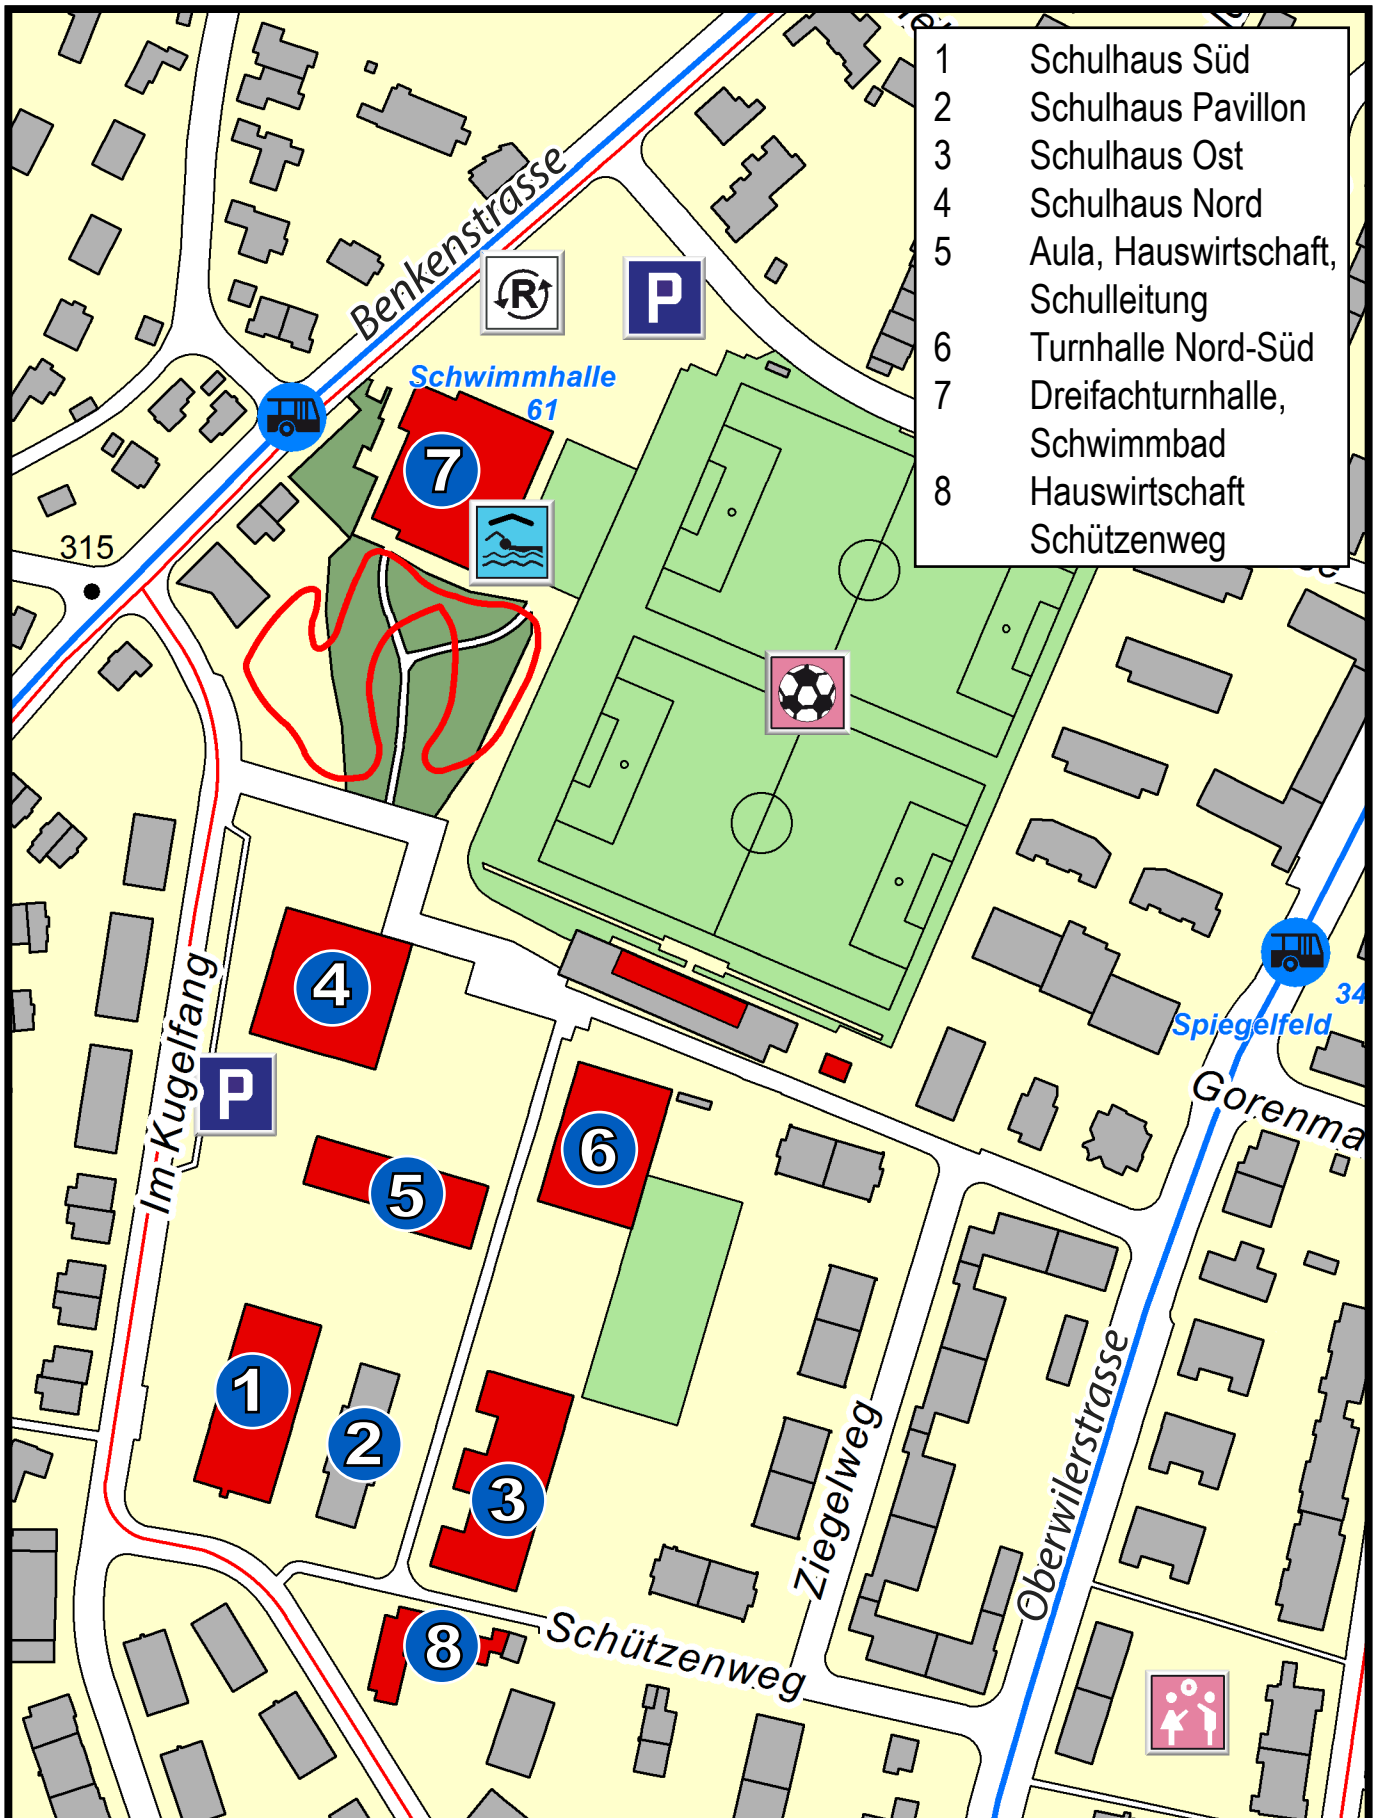 1 Schulhaus Süd
2 Schulhaus Pavillon
3 Schulhaus Ost
4 Schulhaus Nord
5 Aula, Hauswirtschaft,
Schulleitung
6 Turnhalle Nord-Süd
7 Dreifachturnhalle,
Schwimmbad
8 Hauswirtschaft
Schützenweg
Benkenstrasse
R
P
Schwimmhalle
61
7
315
4
Im Kugelfang
P
34
Spiegelfeld
Gorenma
6
5
1
2
3
Ziegelweg
Oberwilerstrasse
8
Schützenweg